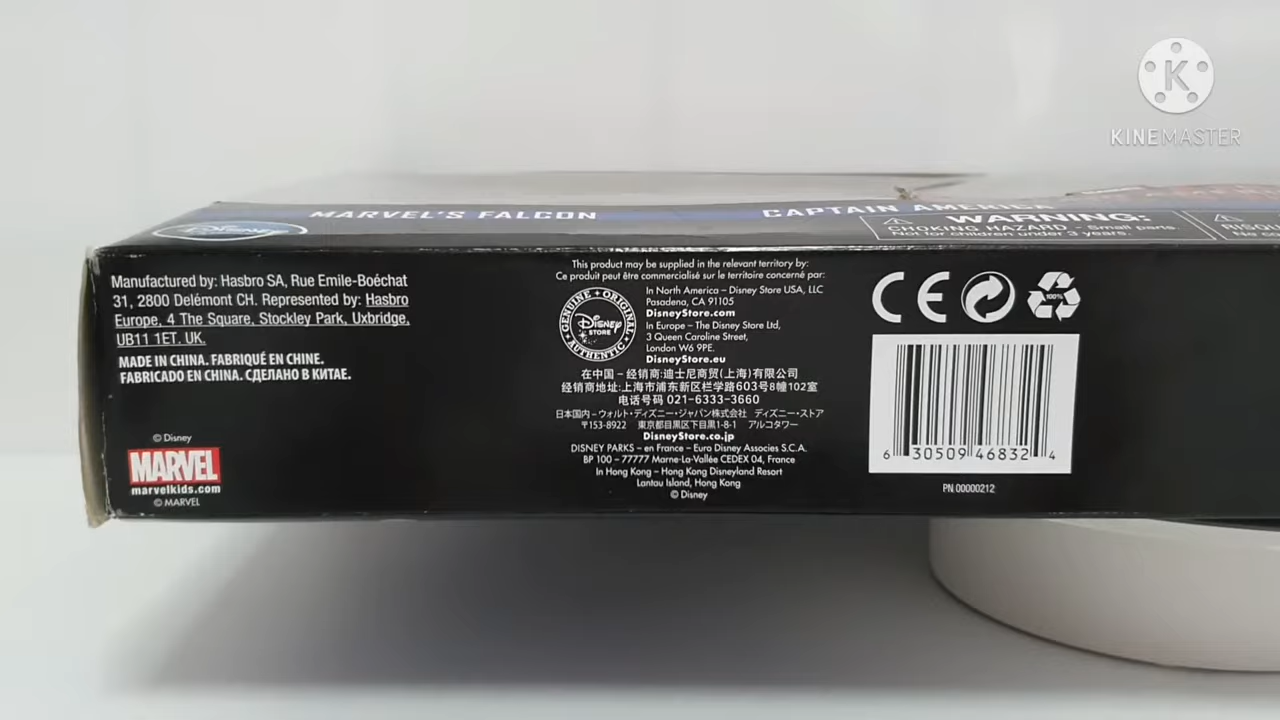 KINEMASTER
Disney
MARVEL'S FALCON
CAPTAIN AMERICA
WARNING:
CHOKING HAZARD - Small parts.
Not for children under 3 years.
Manufactured by: Hasbro SA, Rue Emile-Boéchat
31, 2800 Delémont CH. Represented by: Hasbro
Europe, 4 The Square, Stockley Park, Uxbridge,
UB11 1ET. UK.
MADE IN CHINA. FABRIQUÉ EN CHINE.
FABRICADO EN CHINA. СДЕЛАНО В КИТАЕ.
© Disney
MARVEL
marvelkids.com
© MARVEL
This product may be supplied in the relevant territory by:
Ce produit peut être commercialisé sur le territoire concerné par:
GENUINE • ORIGINAL
Disney
STORE
AUTHENTIC
In North America – Disney Store USA, LLC
Pasadena, CA 91105
DisneyStore.com
In Europe – The Disney Store Ltd,
3 Queen Caroline Street,
London W6 9PE.
DisneyStore.eu
在中国 – 经销商:迪士尼商贸(上海)有限公司
经销商地址:上海市浦东新区栏学路603号8幢102室
电话号码 021-6333-3660
日本国内 – ウォルト・ディズニー・ジャパン株式会社 ディズニー・ストア
〒153-8922 東京都目黒区下目黒1-8-1 アルコタワー
DisneyStore.co.jp
DISNEY PARKS – en France – Euro Disney Associes S.C.A.
BP 100 – 77777 Marne-La-Vallée CEDEX 04, France
In Hong Kong – Hong Kong Disneyland Resort
Lantau Island, Hong Kong
© Disney
CE
100%
6 30509 46832 4
PN 00000212